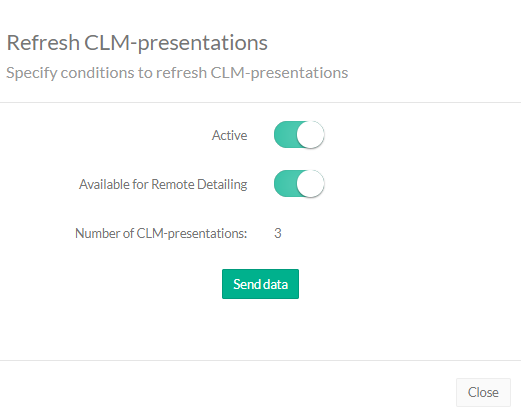 Refresh CLM-presentations
Specify conditions to refresh CLM-presentations
Active
Available for Remote Detailing
Number of CLM-presentations: 3
Send data
Close